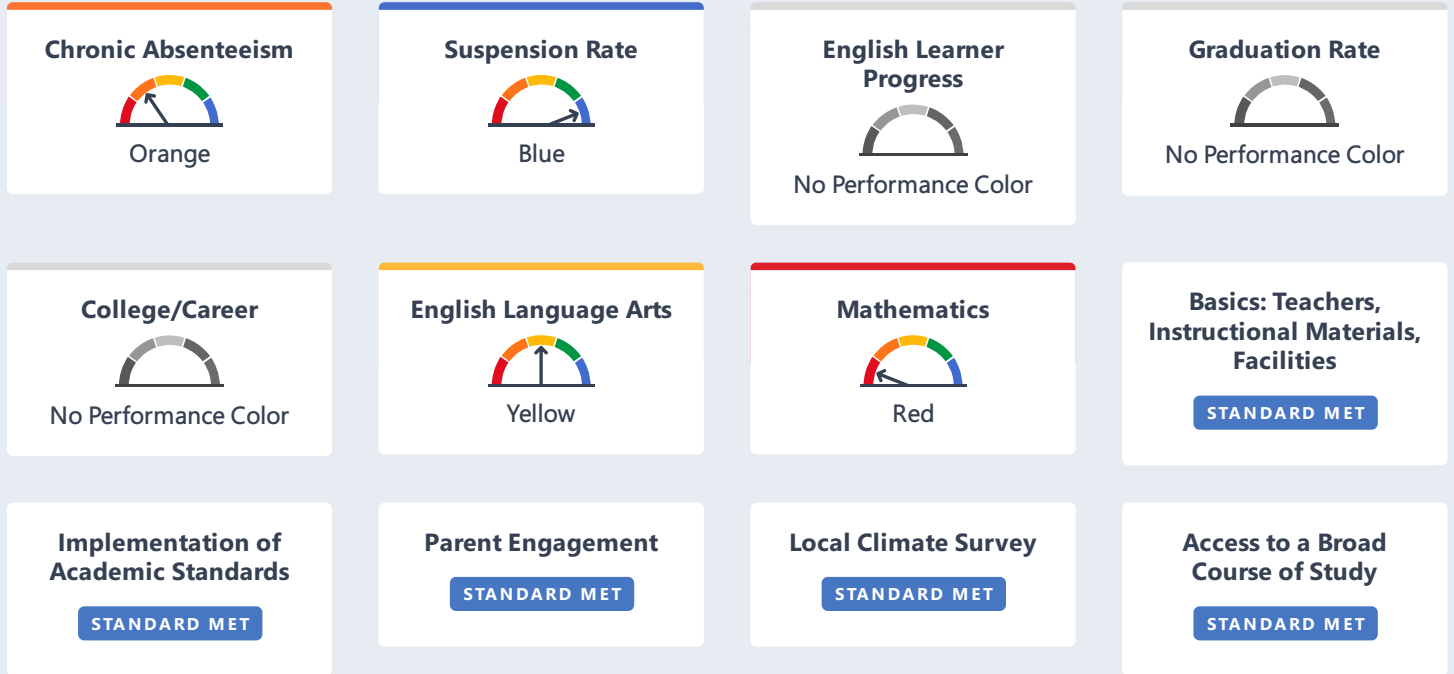 Chronic Absenteeism
Orange
Suspension Rate
Blue
English Learner
Progress
No Performance Color
Graduation Rate
No Performance Color
College/Career
No Performance Color
English Language Arts
Yellow
Mathematics
Red
Basics: Teachers,
Instructional Materials,
Facilities
STANDARD MET
Implementation of
Academic Standards
STANDARD MET
Parent Engagement
STANDARD MET
Local Climate Survey
STANDARD MET
Access to a Broad
Course of Study
STANDARD MET